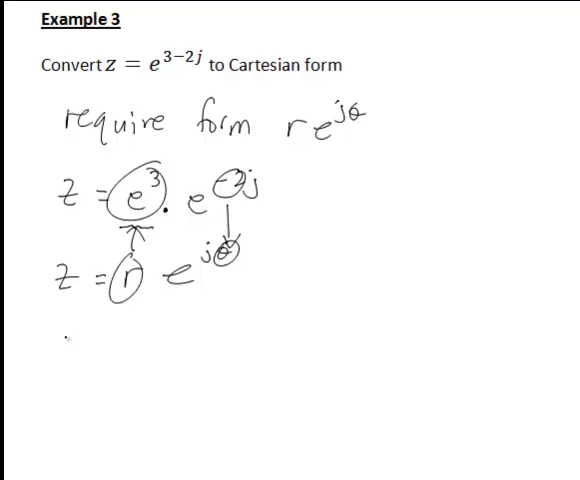 Example 3
Convert z = e^{3−2j} to Cartesian form
require form re^{jθ}
z = e^3 . e^{-2j}
z = r e^{jθ}